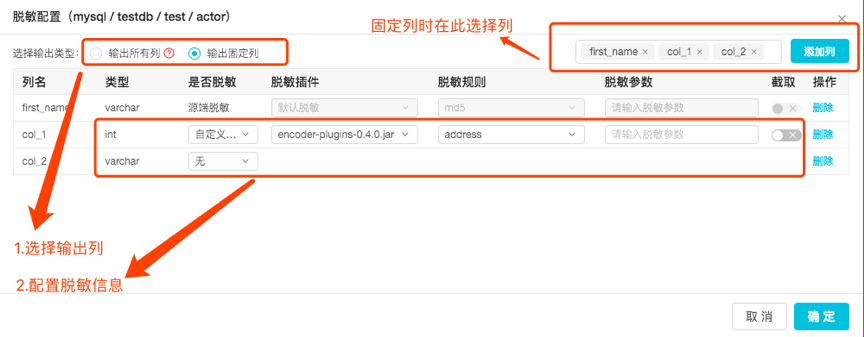 脱敏配置（mysql / testdb / test / actor）
固定列时在此选择列
选择输出类型: 输出所有列 输出固定列 first_name × col_1 × col_2 × 添加列
列名 类型 是否脱敏 脱敏插件 脱敏规则 脱敏参数 截取 操作
first_name varchar 源端脱敏 默认脱敏 md5 请输入脱敏参数 删除
col_1 int 自定义... encoder-plugins-0.4.0.jar address 请输入脱敏参数 删除
col_2 varchar 无 删除
1.选择输出列
2.配置脱敏信息
取 消 确 定